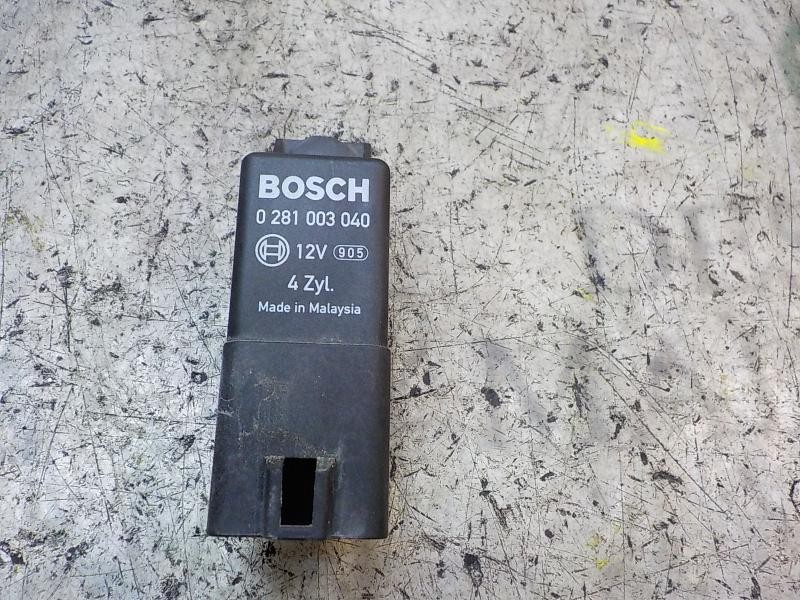 BOSCH
0 281 003 040
12V 905
4 Zyl.
Made in Malaysia